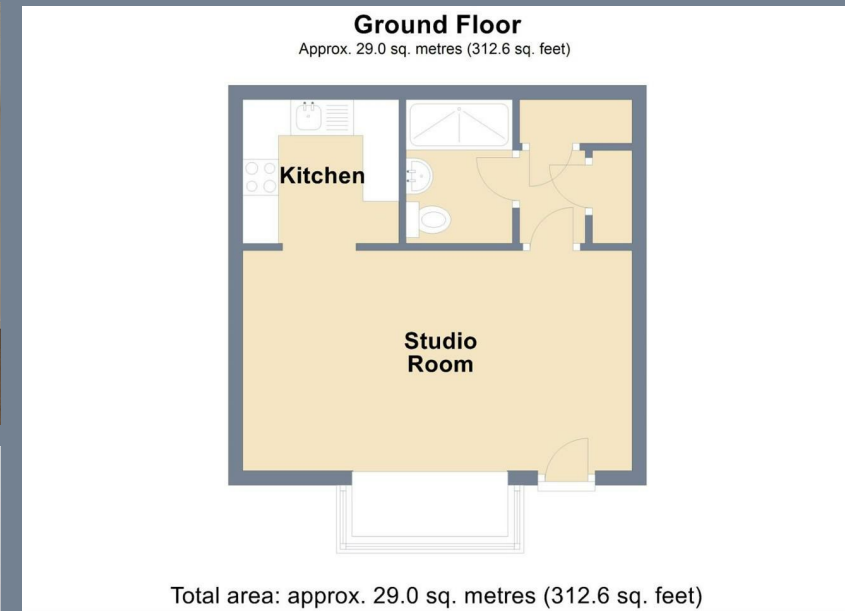 Ground Floor
Approx. 29.0 sq. metres (312.6 sq. feet)
Kitchen
Studio
Room
Total area: approx. 29.0 sq. metres (312.6 sq. feet)